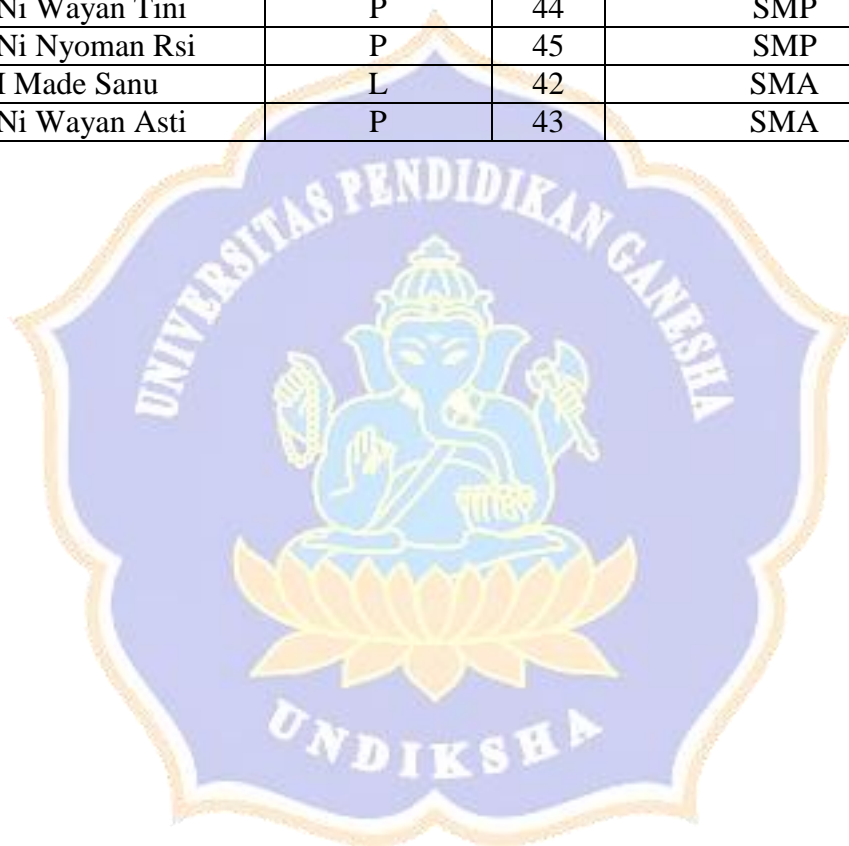 Ni Wayan Tini P 44 SMP
Ni Nyoman Rsi P 45 SMP
I Made Sanu L 42 SMA
Ni Wayan Asti P 43 SMA
UNIVERSITAS PENDIDIKAN GANESHA
UNDIKSHA